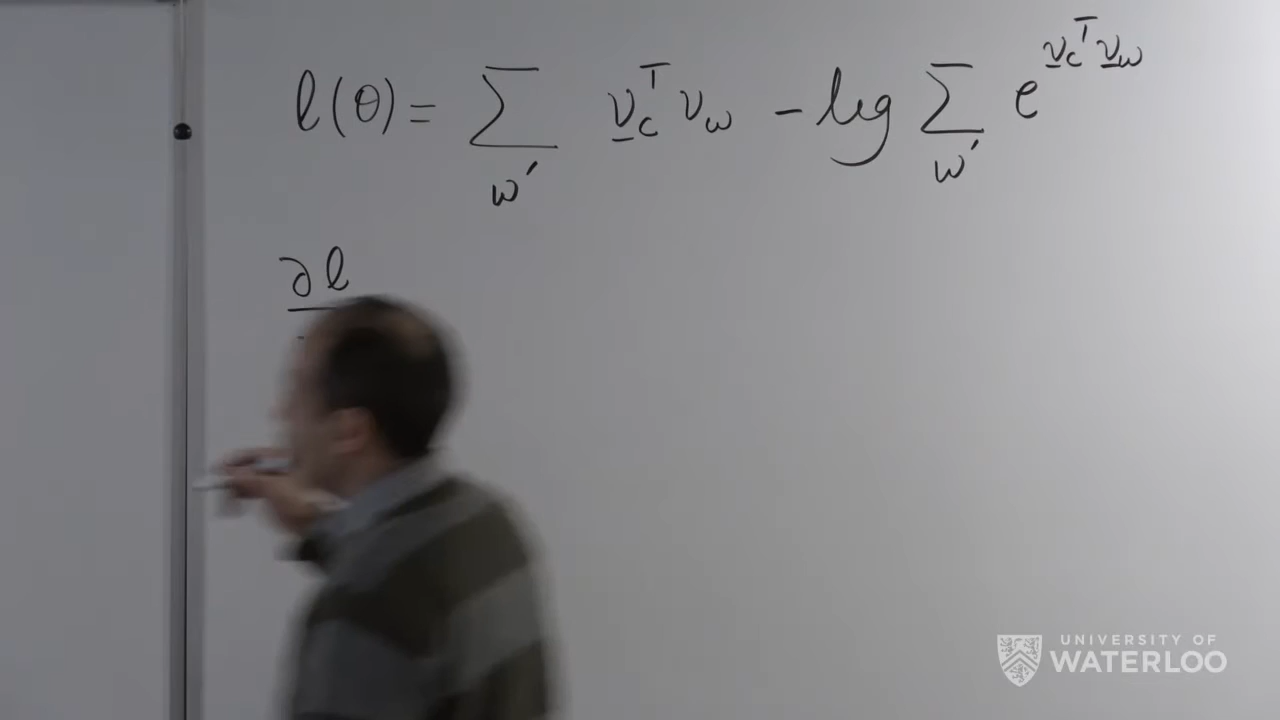 l(θ) = ∑_{w'} v_c^T v_w - log ∑_{w'} e^{v_c^T v_w}
∂l
UNIVERSITY OF
WATERLOO